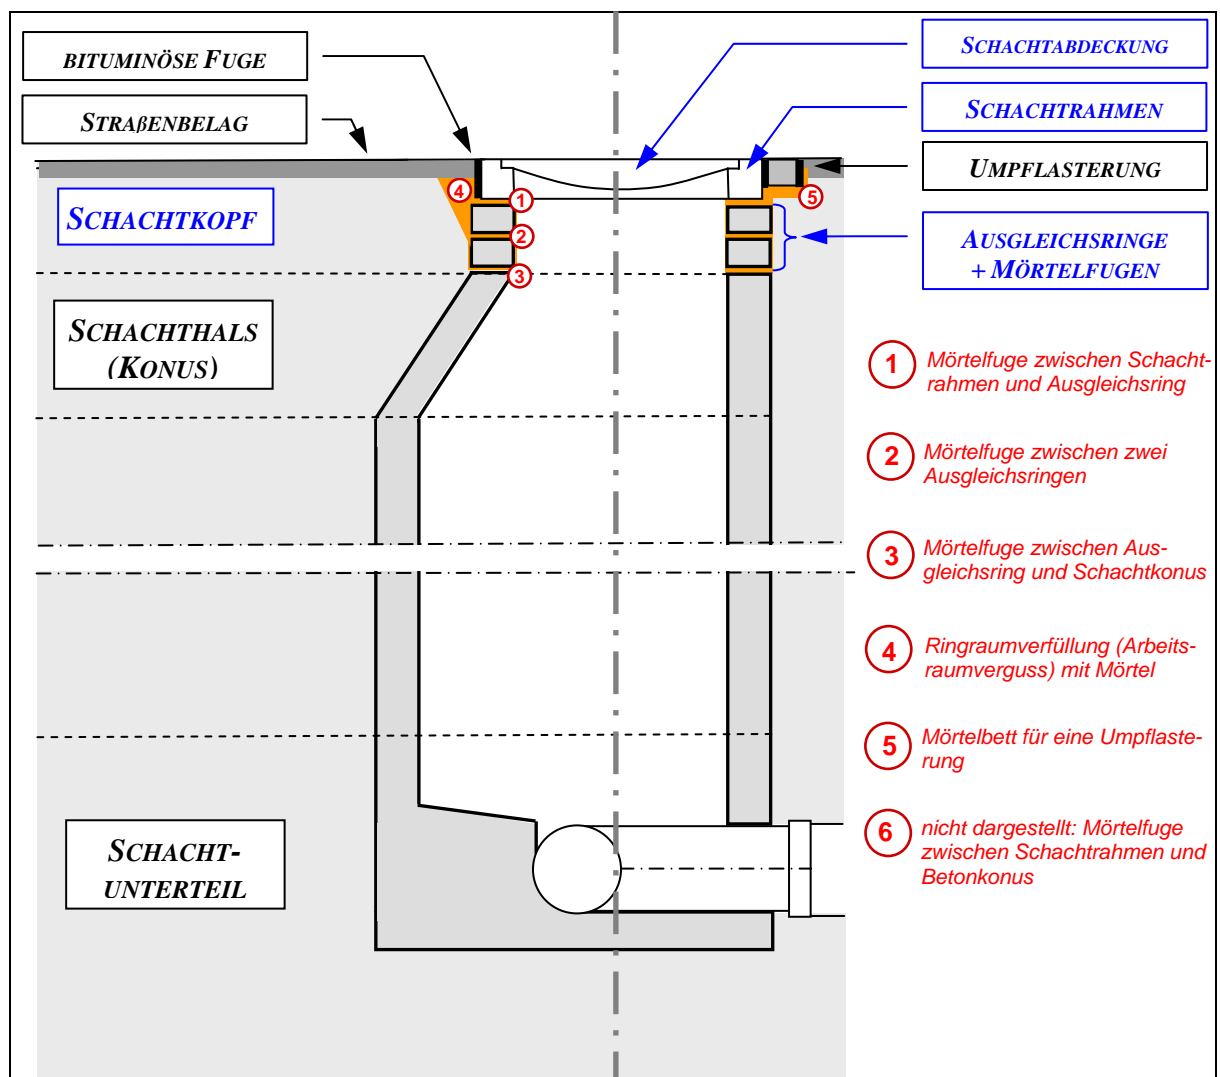 BITUMINÖSE FUGE
STRAßENBELAG
SCHACHTABDECKUNG
SCHACHTRAHMEN
UMPFLASTERUNG
AUSGLEICHSRINGE
+ MÖRTELFUGEN
SCHACHTKOPF
4
1
2
3
5
SCHACHTHALS
(KONUS)
1 Mörtelfuge zwischen Schacht-
rahmen und Ausgleichsring
2 Mörtelfuge zwischen zwei
Ausgleichsringen
3 Mörtelfuge zwischen Aus-
gleichsring und Schachtkonus
4 Ringraumverfüllung (Arbeits-
raumverguss) mit Mörtel
5 Mörtelbett für eine Umpflaste-
rung
6 nicht dargestellt: Mörtelfuge
zwischen Schachtrahmen und
Betonkonus
SCHACHT-
UNTERTEIL